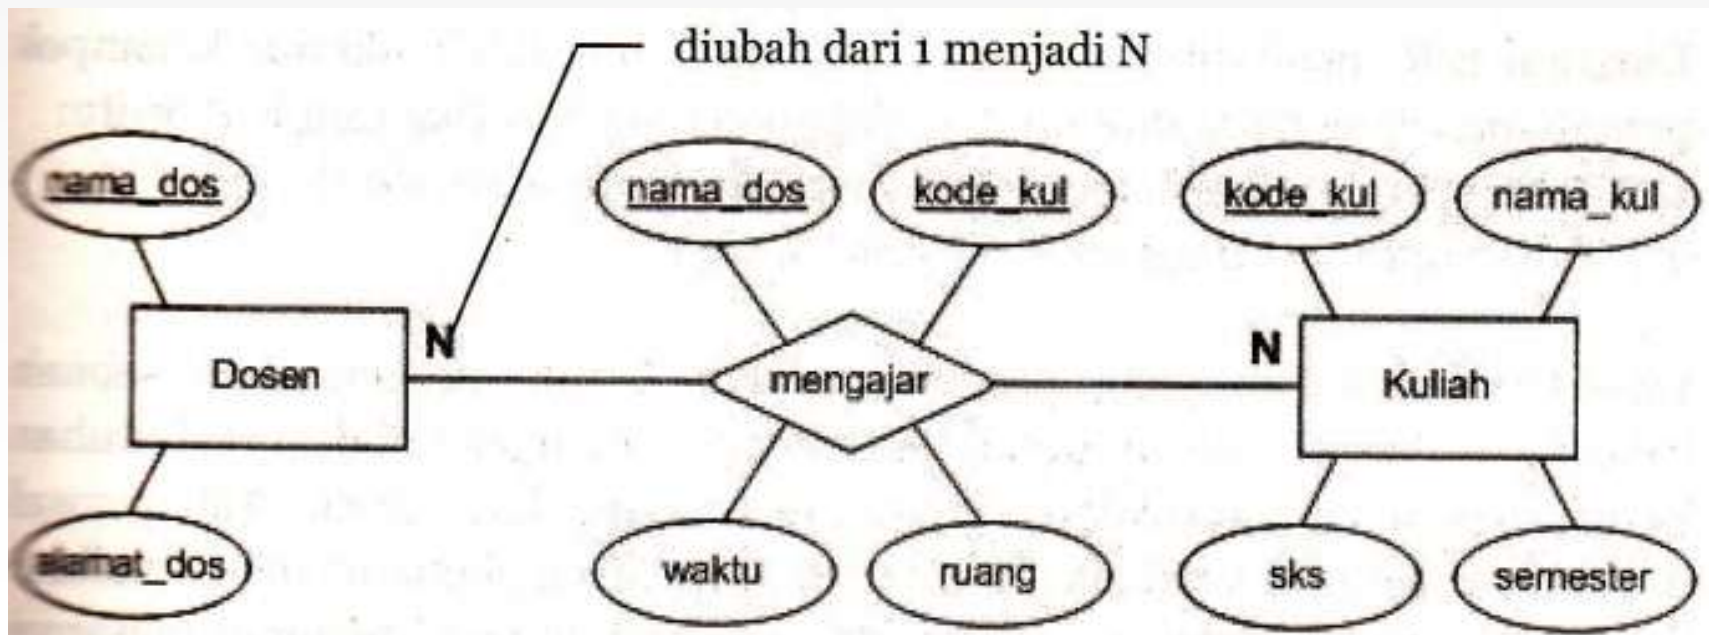 diubah dari 1 menjadi N
nama_dos
nama_dos
kode_kul
kode_kul
nama_kul
N
N
Dosen
mengajar
Kuliah
alamat_dos
waktu
ruang
sks
semester